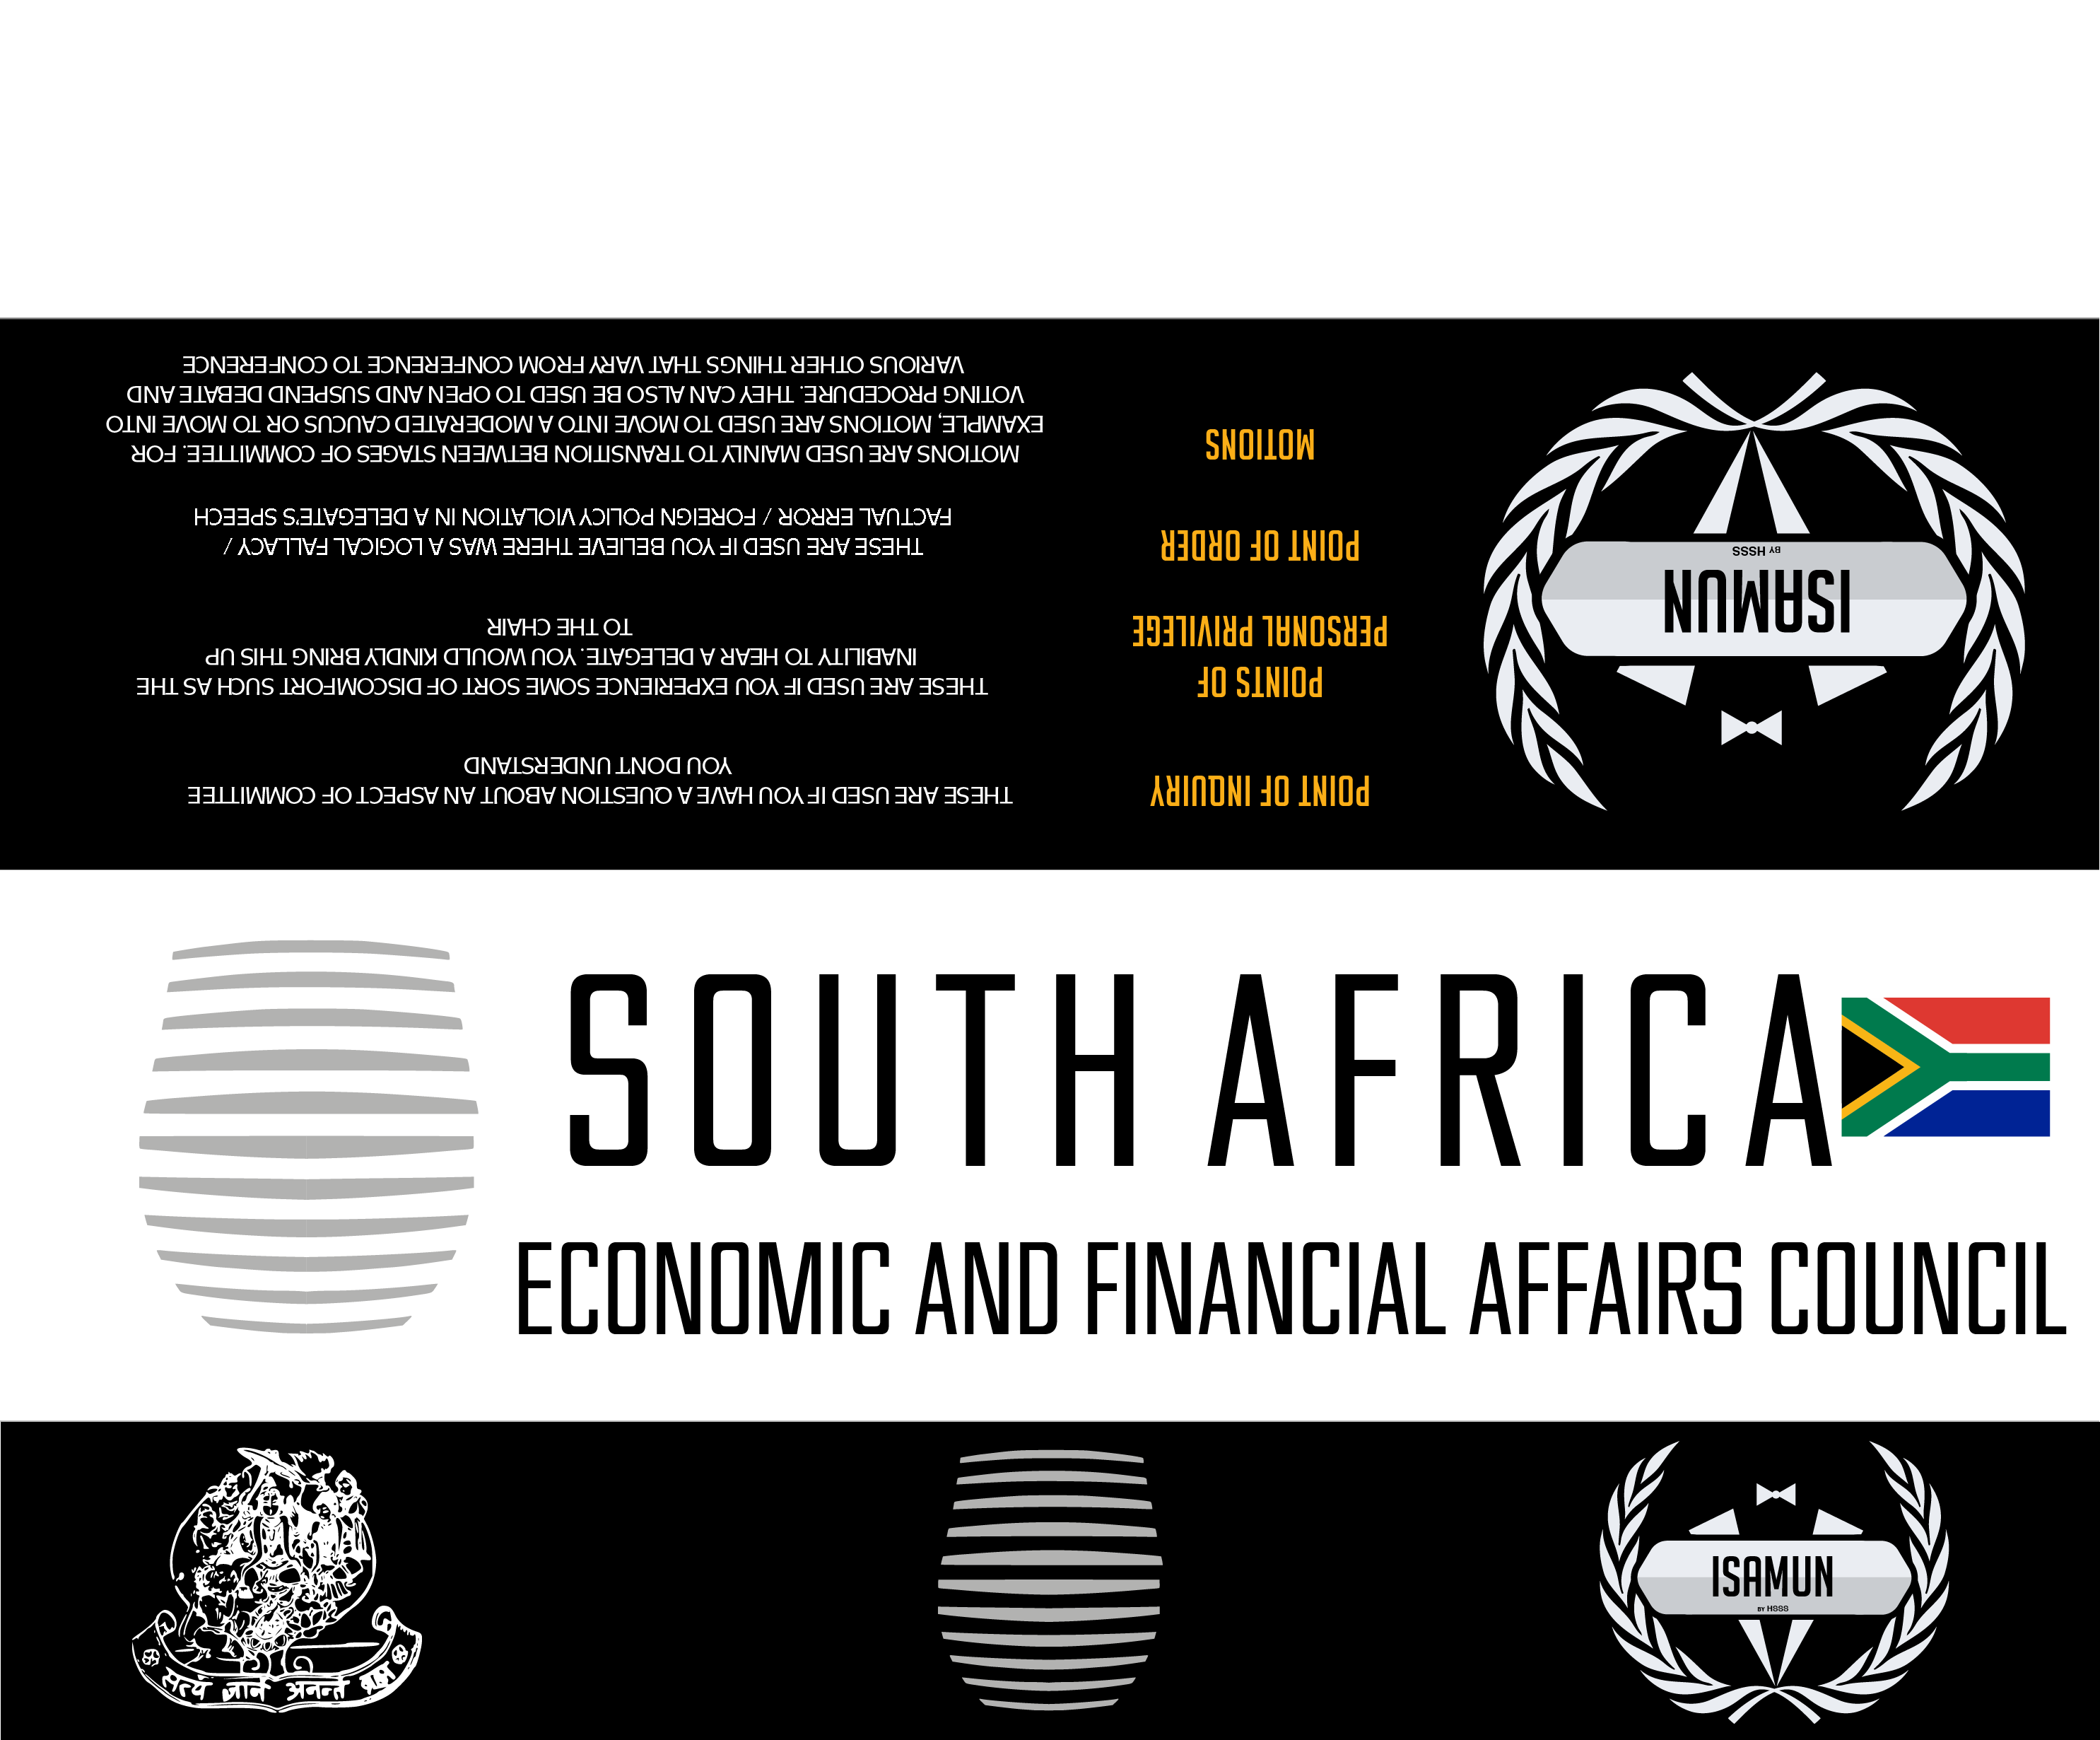 ISAMUN
BY HSSS
POINT OF INQUIRY
THESE ARE USED IF YOU HAVE A QUESTION ABOUT AN ASPECT OF COMMITTEE
YOU DON'T UNDERSTAND
POINTS OF
PERSONAL PRIVILEGE
THESE ARE USED IF YOU EXPERIENCE SOME SORT OF DISCOMFORT SUCH AS THE
INABILITY TO HEAR A DELEGATE. YOU WOULD KINDLY BRING THIS UP
TO THE CHAIR
POINT OF ORDER
THESE ARE USED IF YOU BELIEVE THERE WAS A LOGICAL FALLACY /
FACTUAL ERROR / FOREIGN POLICY VIOLATION IN A DELEGATE'S SPEECH
MOTIONS
MOTIONS ARE USED MAINLY TO TRANSITION BETWEEN STAGES OF COMMITTEE. FOR
EXAMPLE, MOTIONS ARE USED TO MOVE INTO A MODERATED CAUCUS OR TO MOVE INTO
VOTING PROCEDURE. THEY CAN ALSO BE USED TO OPEN AND SUSPEND DEBATE AND
VARIOUS OTHER THINGS THAT VARY FROM CONFERENCE TO CONFERENCE
SOUTH AFRICA
ECONOMIC AND FINANCIAL AFFAIRS COUNCIL
सत्यं ज्ञानं अनन्तं ब्रह्म
ISAMUN
BY HSSS